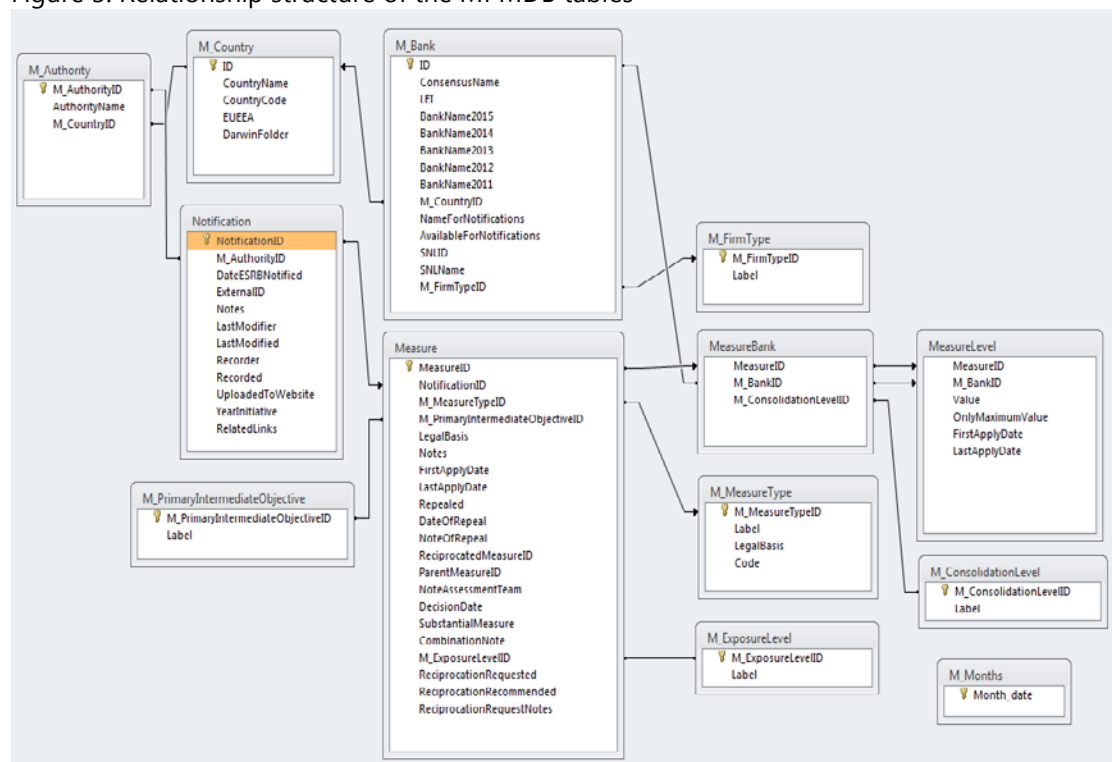 Figure 3. Relationship structure of the MPMDB tables
M_Authority
M_AuthorityID
AuthorityName
M_CountryID
M_Country
ID
CountryName
CountryCode
EUEEA
DarwinFolder
M_Bank
ID
ConsensusName
LEI
BankName2015
BankName2014
BankName2013
BankName2012
BankName2011
M_CountryID
NameForNotifications
AvailableForNotifications
SNLID
SNLName
M_FirmTypeID
Notification
NotificationID
M_AuthorityID
DateESRBNotified
ExternalID
Notes
LastModifier
LastModified
Recorder
Recorded
UploadedToWebsite
YearInitiative
RelatedLinks
M_FirmType
M_FirmTypeID
Label
Measure
MeasureID
NotificationID
M_MeasureTypeID
M_PrimaryIntermediateObjectiveID
LegalBasis
Notes
FirstApplyDate
LastApplyDate
Repealed
DateOfRepeal
NoteOfRepeal
ReciprocatedMeasureID
ParentMeasureID
NoteAssessmentTeam
DecisionDate
SubstantialMeasure
CombinationNote
M_ExposureLevelID
ReciprocationRequested
ReciprocationRecommended
ReciprocationRequestNotes
MeasureBank
MeasureID
M_BankID
M_ConsolidationLevelID
MeasureLevel
MeasureID
M_BankID
Value
OnlyMaximumValue
FirstApplyDate
LastApplyDate
M_PrimaryIntermediateObjective
M_PrimaryIntermediateObjectiveID
Label
M_MeasureType
M_MeasureTypeID
Label
LegalBasis
Code
M_ConsolidationLevel
M_ConsolidationLevelID
Label
M_ExposureLevel
M_ExposureLevelID
Label
M_Months
Month_date